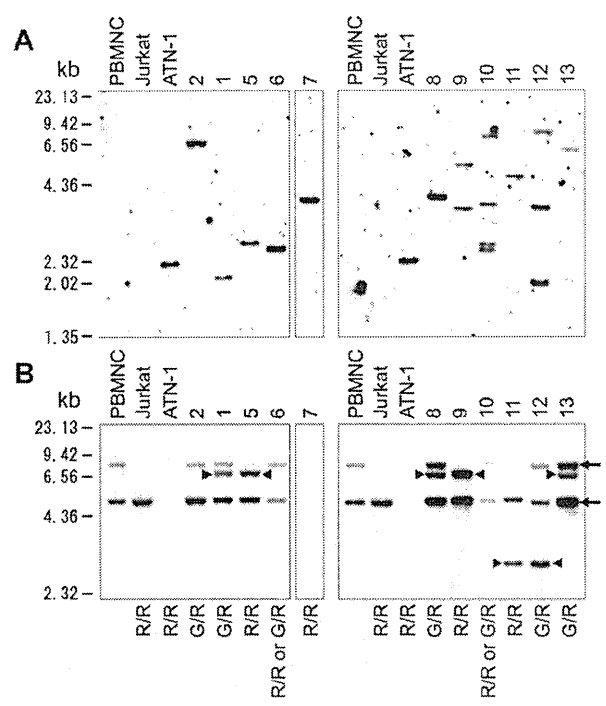 A
kb
PBMNC Jurkat ATN-1 2 1 5 6 7 PBMNC Jurkat ATN-1 8 9 10 11 12 13
23.13
9.42
6.56
4.36
2.32
2.02
1.35
B
kb
PBMNC Jurkat ATN-1 2 1 5 6 7 PBMNC Jurkat ATN-1 8 9 10 11 12 13
23.13
9.42
6.56
4.36
2.32
R/R R/R G/R G/R R/R R/R or G/R R/R R/R R/R G/R R/R R/R or G/R R/R G/R G/R